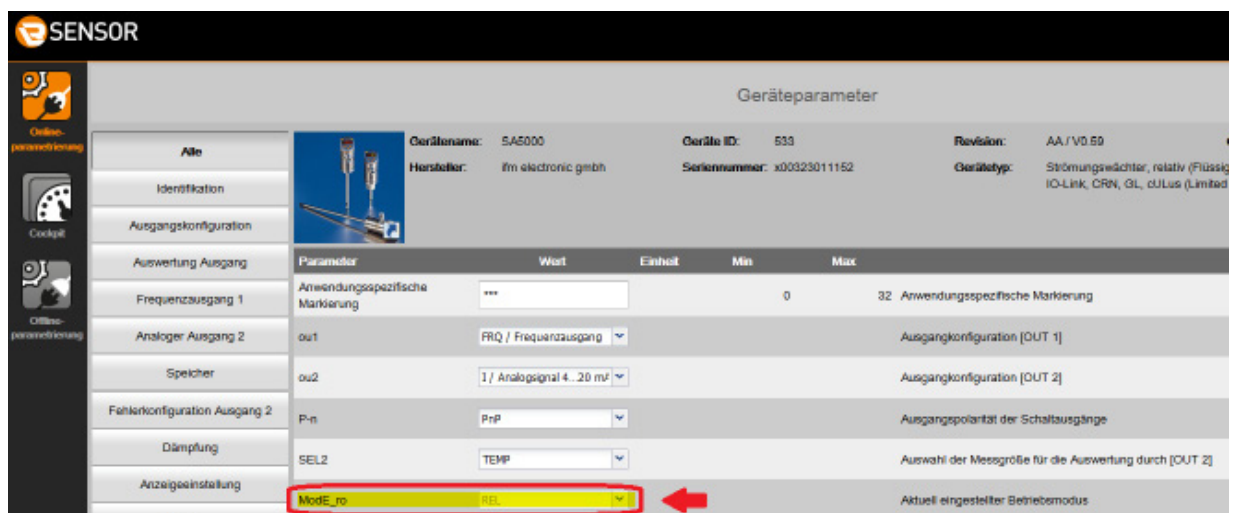 SENSOR
Geräteparameter
Online-
parametrierung
Cockpit
Offline-
parametrierung
Alle
Identifikation
Ausgangskonfiguration
Auswertung Ausgang
Frequenzausgang 1
Analoger Ausgang 2
Speicher
Fehlerkonfiguration Ausgang 2
Dämpfung
Anzeigeeinstellung
Gerätename: SA5000 Geräte ID: 533 Revision: AA / V0.59
Hersteller: ifm electronic gmbh Seriennummer: x00323011152 Gerätetyp: Strömungswächter, relativ (Flüssig
IO-Link, CRN, GL, cULus (Limited
Parameter Wert Einheit Min Max
Anwendungsspezifische
Markierung *** 0 32 Anwendungsspezifische Markierung
ou1 FRQ / Frequenzausgang Ausgangkonfiguration [OUT 1]
ou2 I / Analogsignal 4...20 mA Ausgangkonfiguration [OUT 2]
P-n PnP Ausgangspolarität der Schaltausgänge
SEL2 TEMP Auswahl der Messgröße für die Auswertung durch [OUT 2]
ModE_ro REL Aktuell eingestellter Betriebsmodus